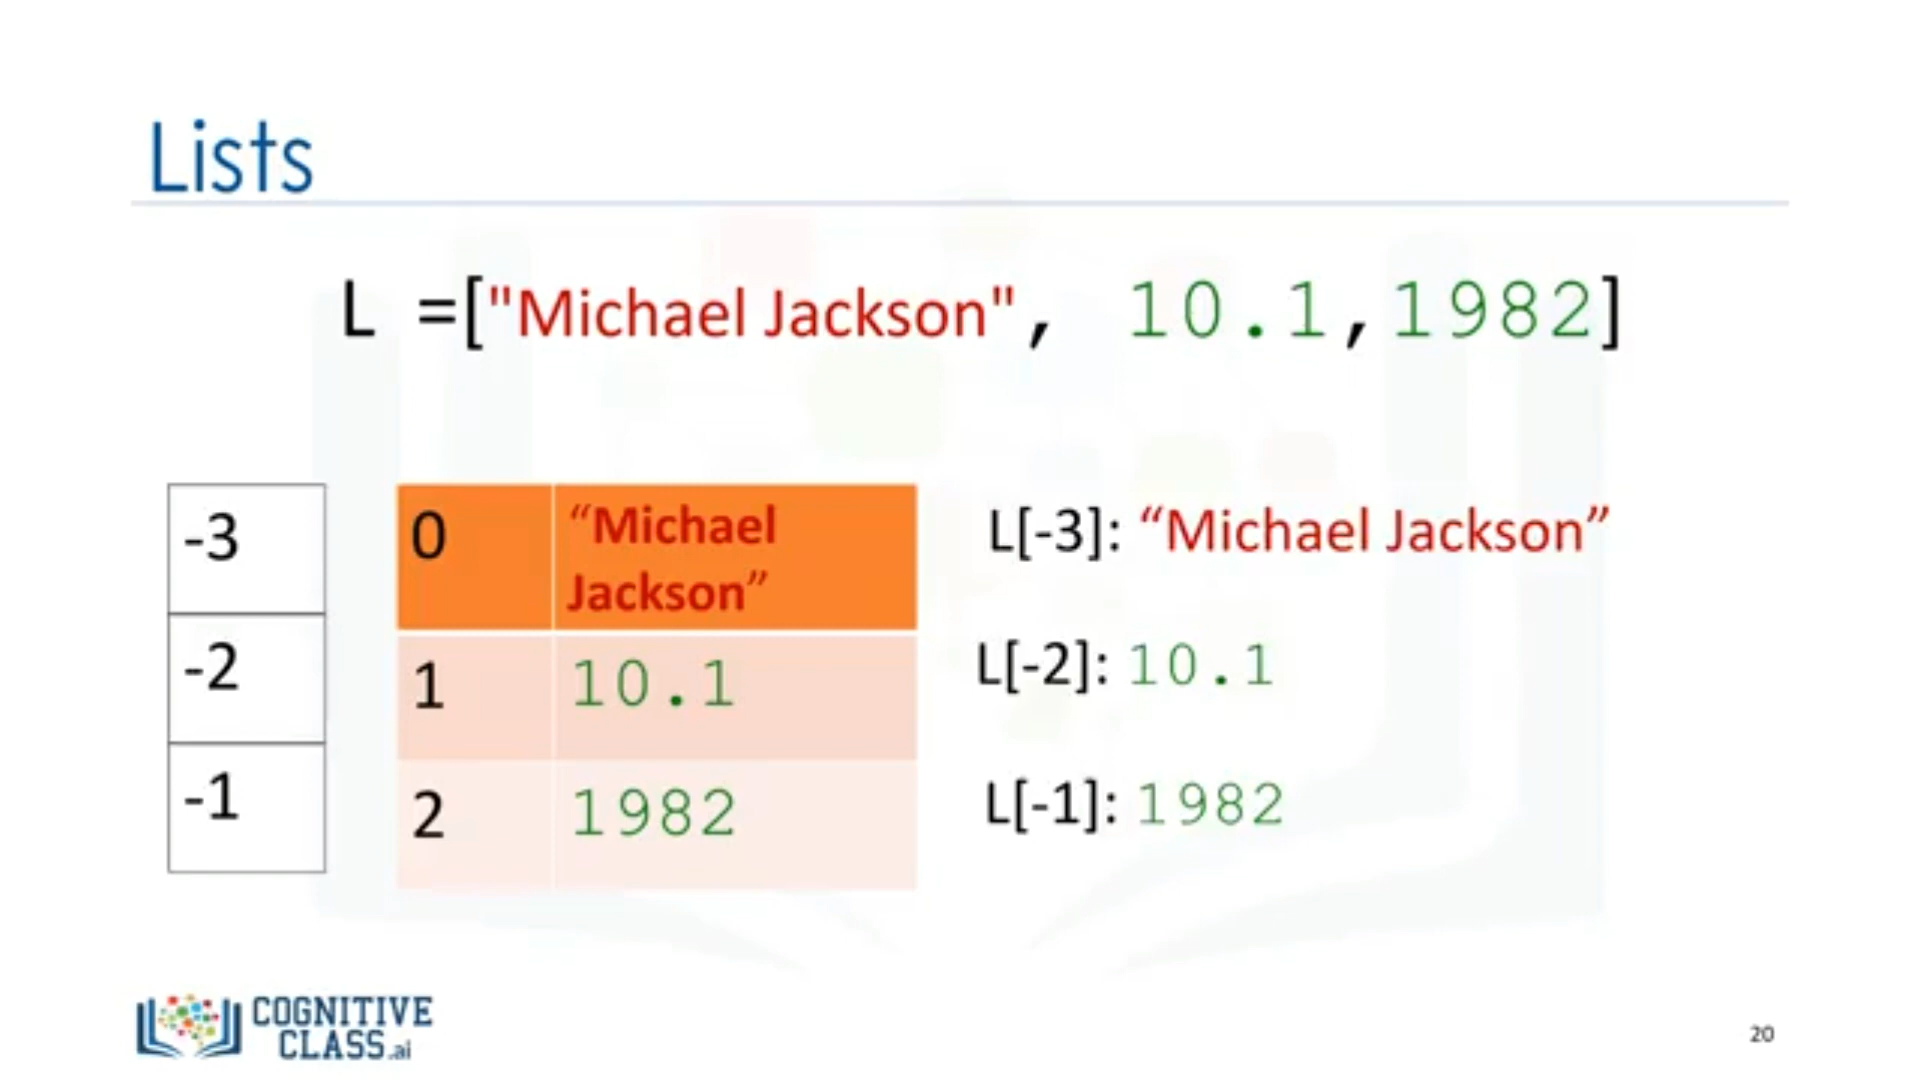 Lists
L =["Michael Jackson", 10.1,1982]
-3
0
“Michael
Jackson”
L[-3]: “Michael Jackson”
-2
1
10.1
L[-2]: 10.1
-1
2
1982
L[-1]: 1982
COGNITIVE
CLASS.ai
20